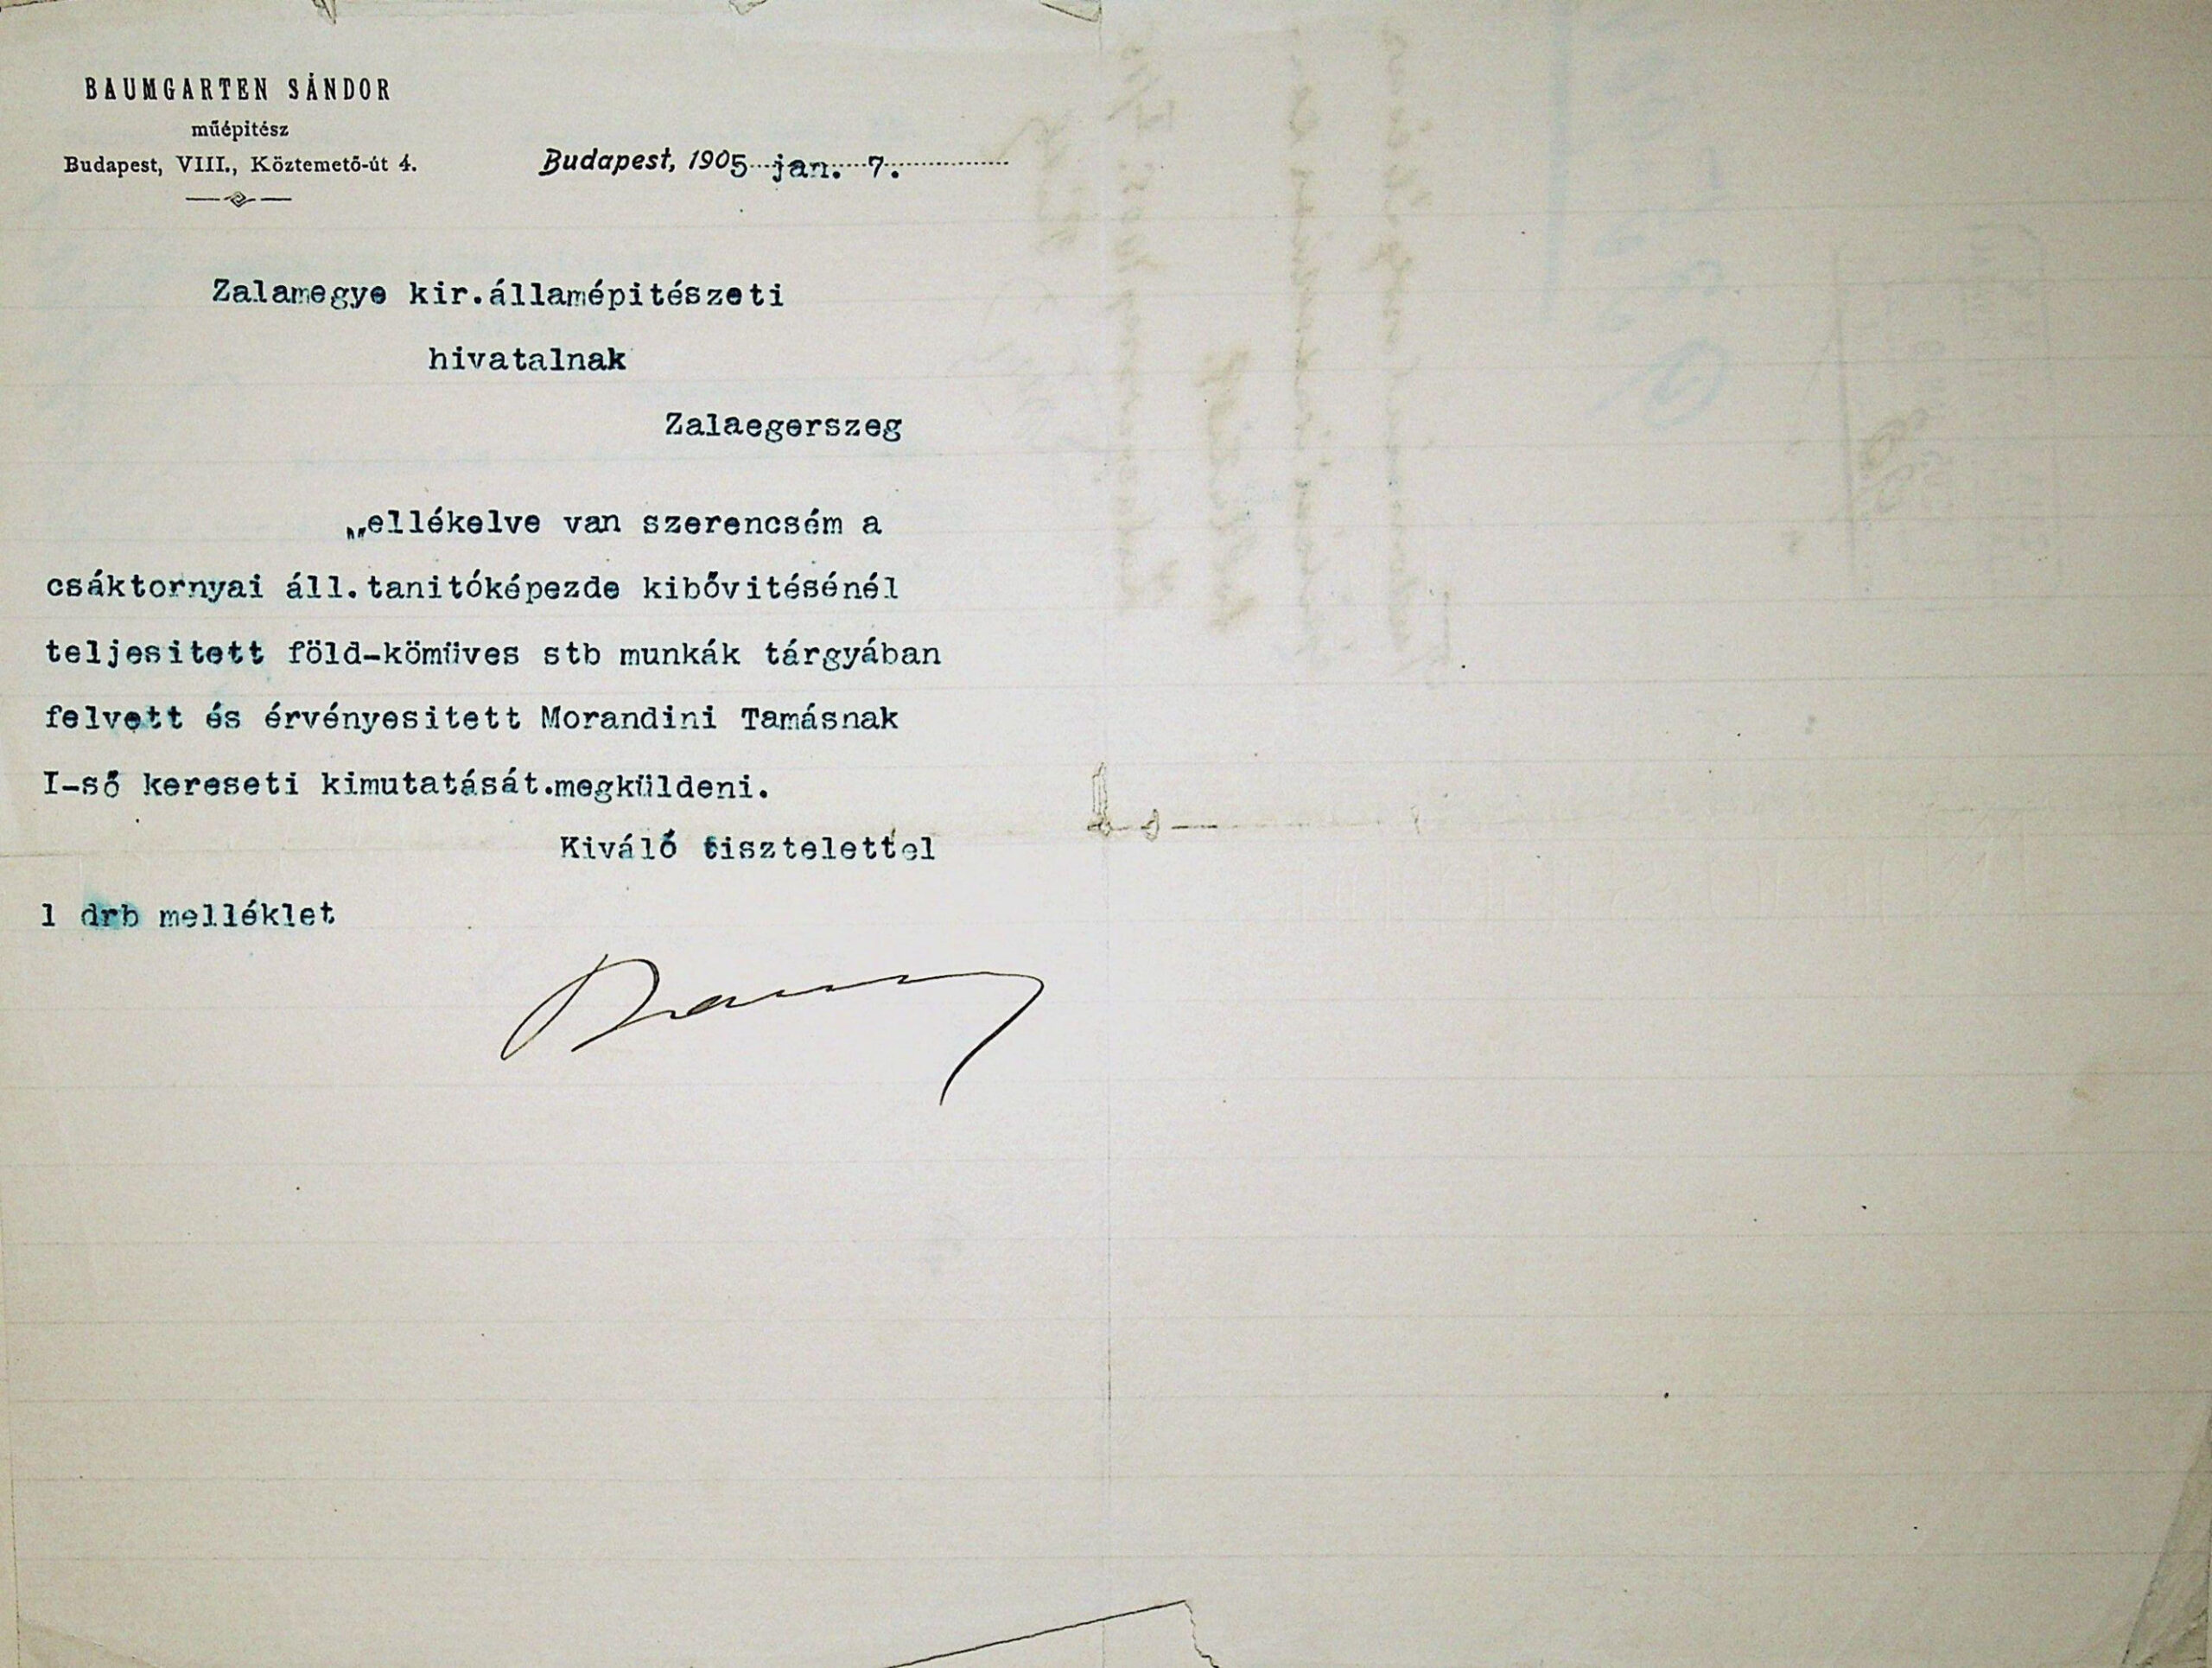 BAUMGARTEN SÁNDOR
műépitész
Budapest, VIII., Köztemető-út 4.
Budapest, 1905 jan. 7.
Zalamegye kir.államépitészeti
hivatalnak
Zalaegerszeg
„„ellékelve van szerencsém a
csáktornyai áll.tanitóképezde kibővitésénél
teljesitett föld-kömüves stb munkák tárgyában
felvett és érvényesitett Morandini Tamásnak
I-ső kereseti kimutatását.megküldeni.
Kiváló tisztelettel
1 drb melléklet